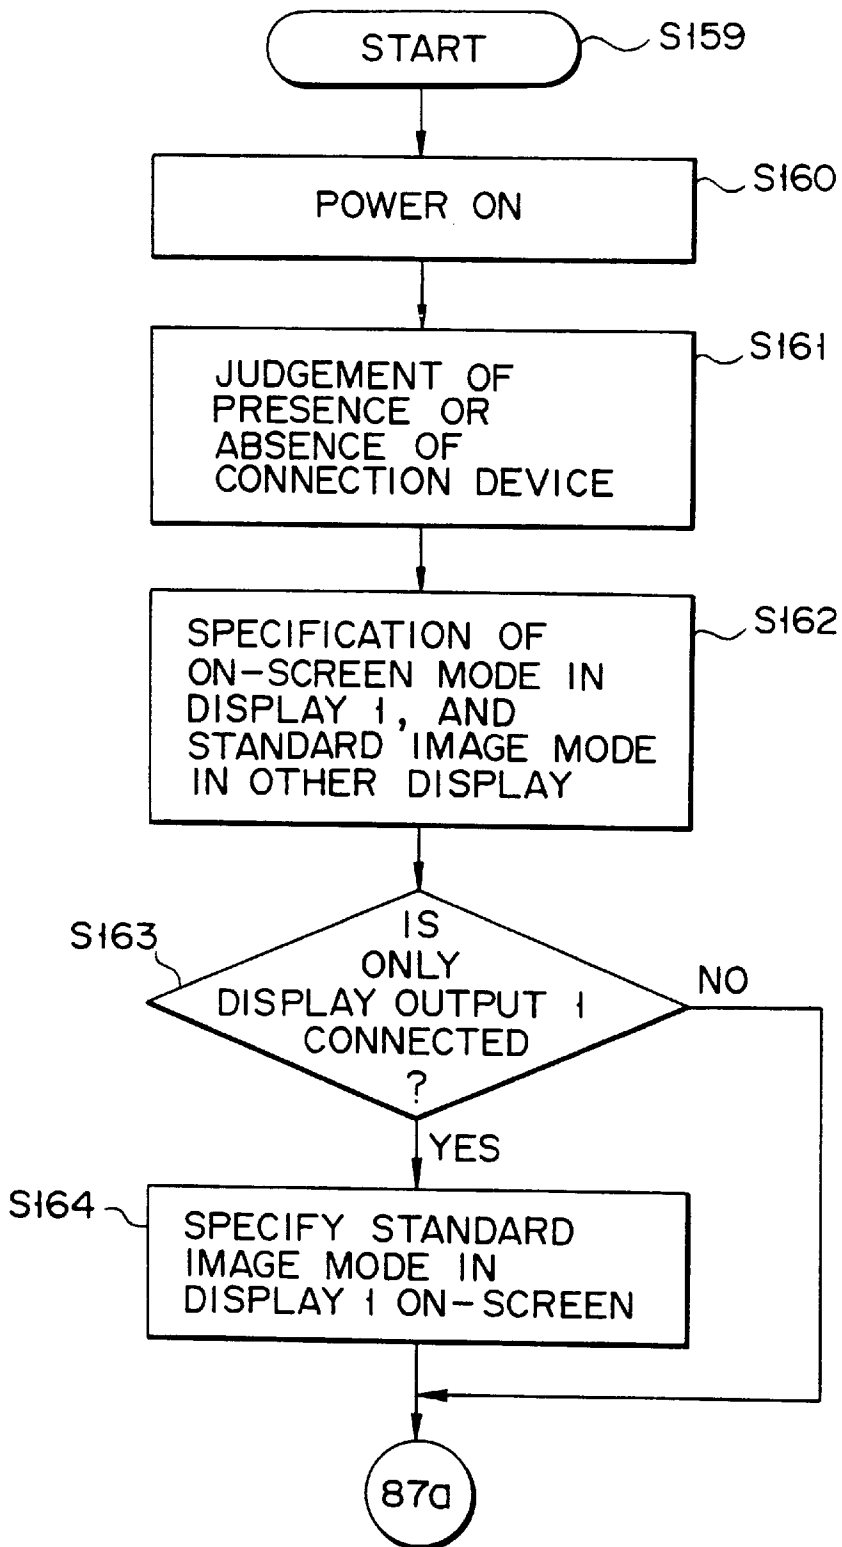 START
S159
POWER ON
S160
JUDGEMENT OF
PRESENCE OR
ABSENCE OF
CONNECTION DEVICE
S161
SPECIFICATION OF
ON-SCREEN MODE IN
DISPLAY 1, AND
STANDARD IMAGE MODE
IN OTHER DISPLAY
S162
S163
IS
ONLY
DISPLAY OUTPUT 1
CONNECTED
?
NO
YES
S164
SPECIFY STANDARD
IMAGE MODE IN
DISPLAY 1 ON-SCREEN
87a